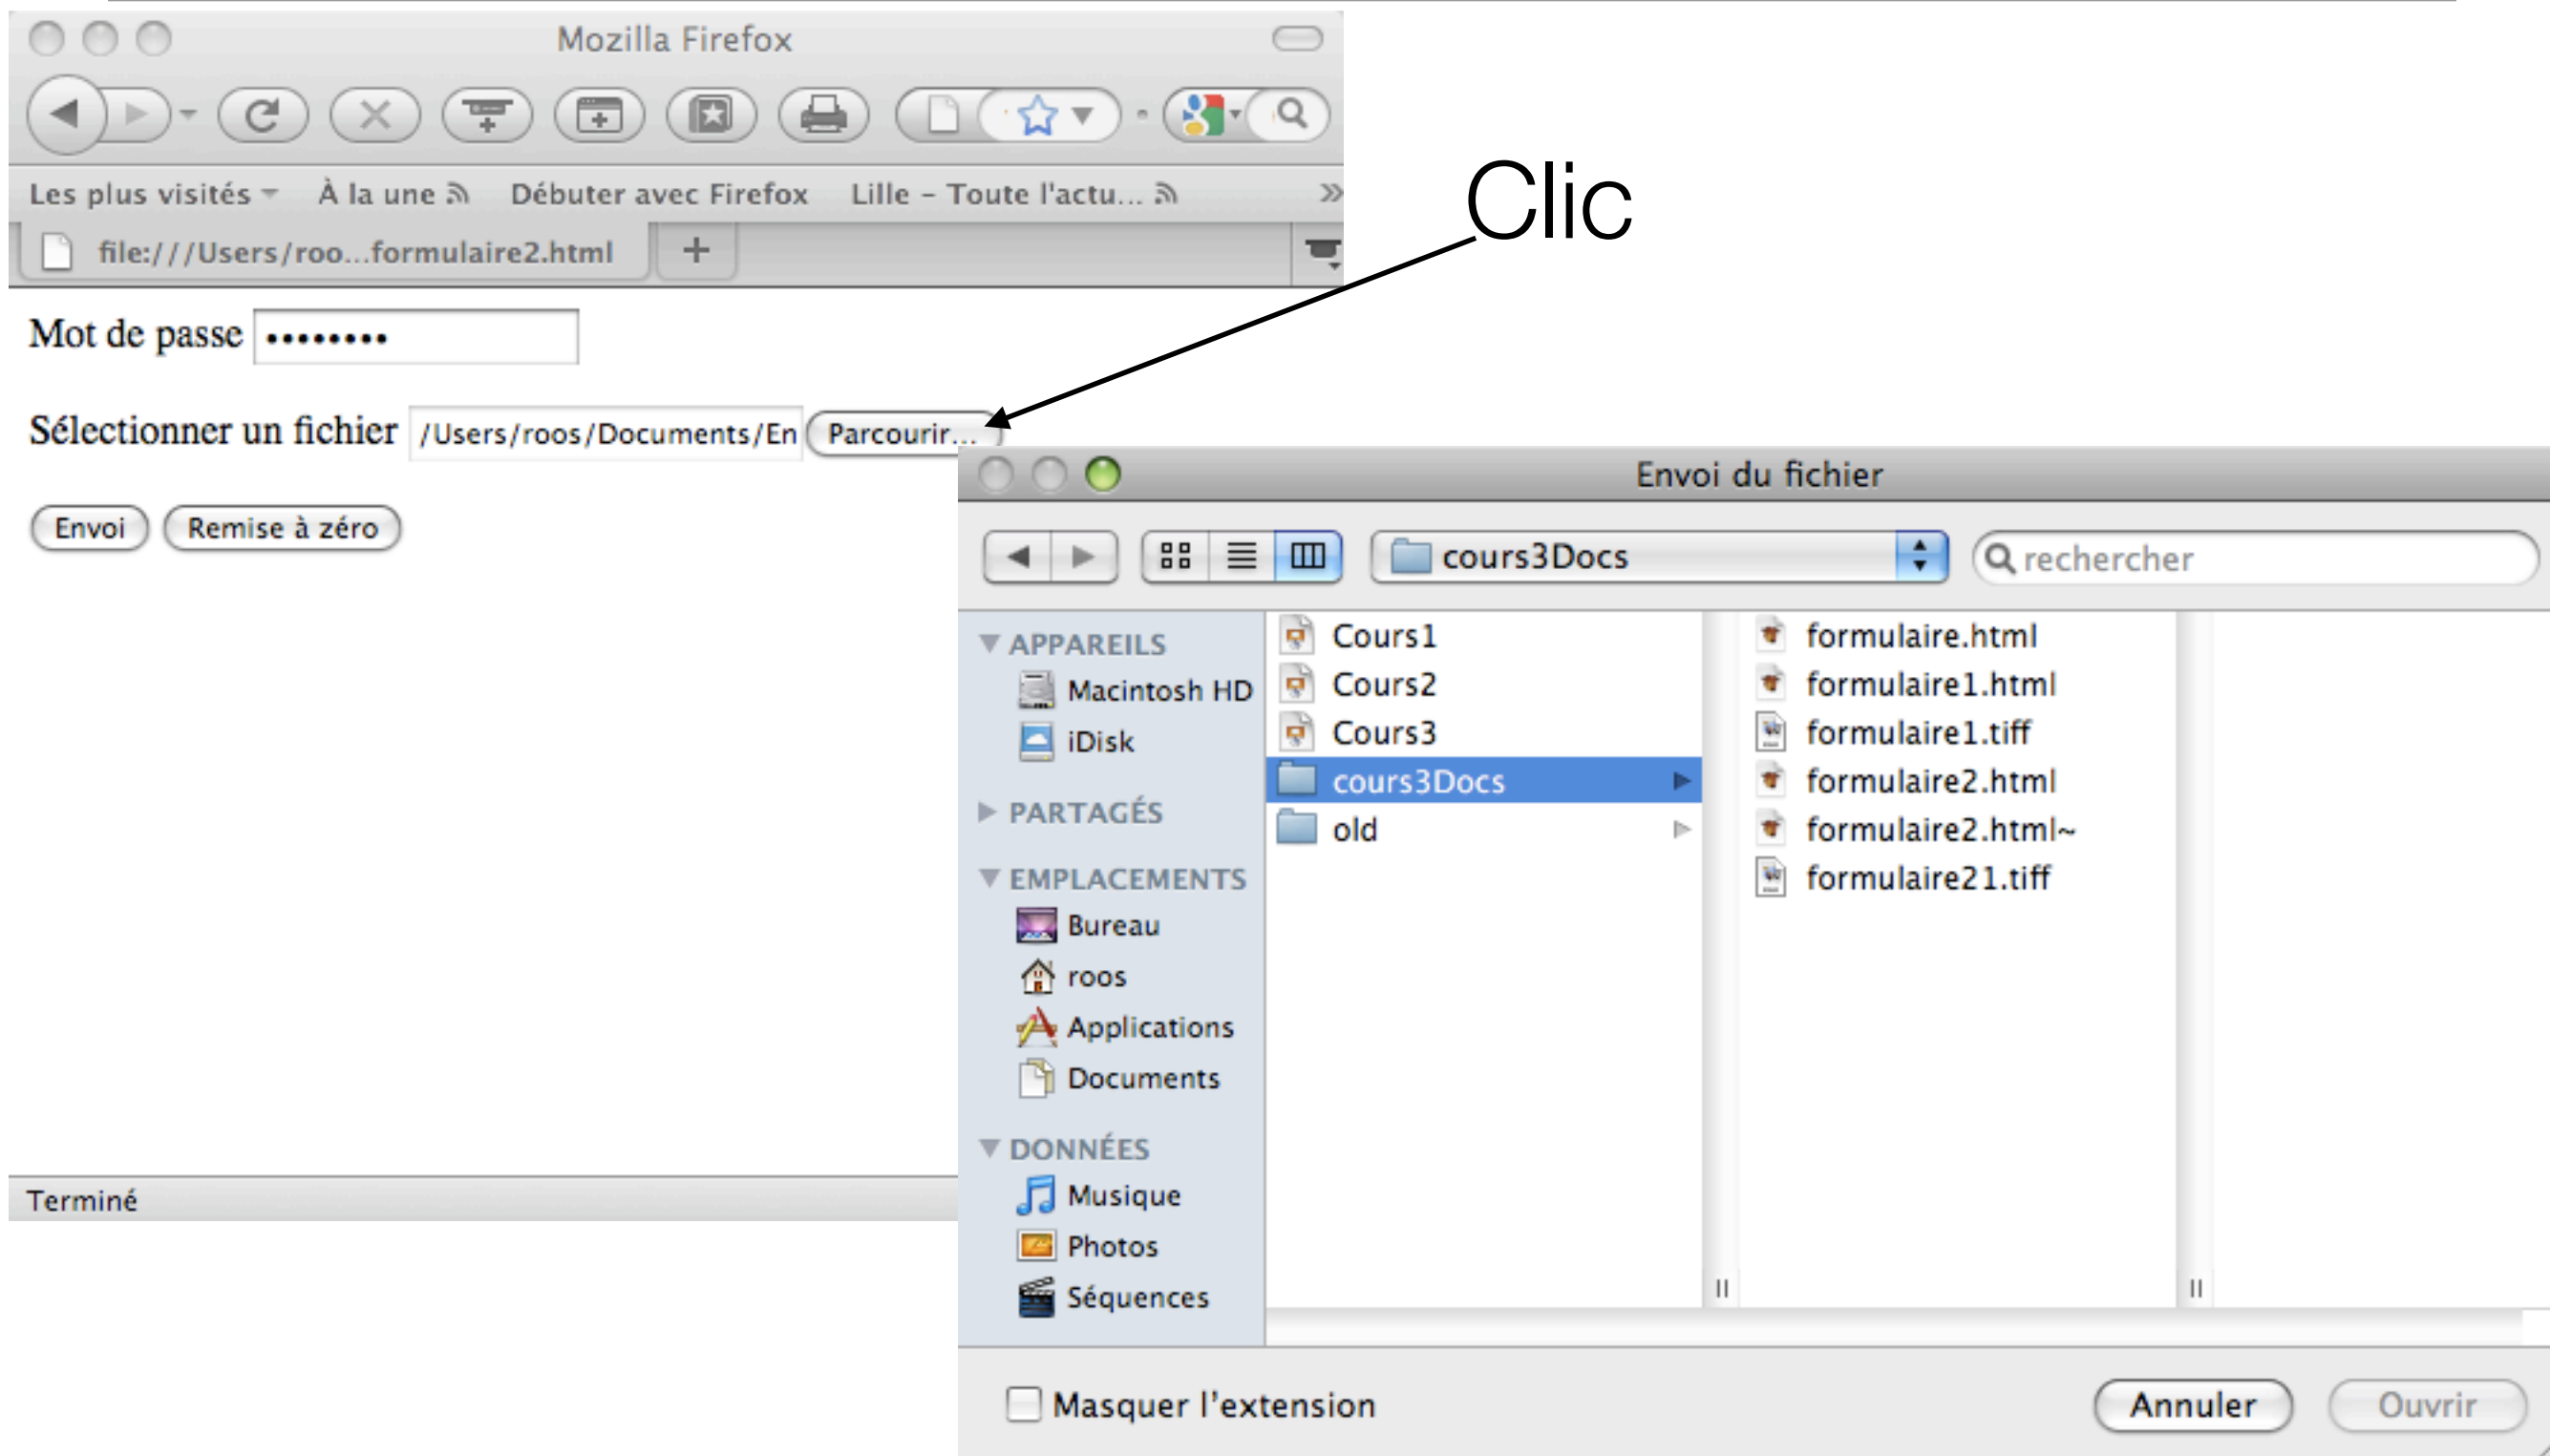 Mozilla Firefox
Les plus visités À la une Débuter avec Firefox Lille – Toute l'actu... »
file:///Users/roo...formulaire2.html +
Clic
Mot de passe ••••••••
Sélectionner un fichier /Users/roos/Documents/En Parcourir...
Envoi Remise à zéro
Terminé
Envoi du fichier
cours3Docs rechercher
APPAREILS
Macintosh HD
iDisk
PARTAGÉS
EMPLACEMENTS
Bureau
roos
Applications
Documents
DONNÉES
Musique
Photos
Séquences
Cours1
Cours2
Cours3
cours3Docs
old
formulaire.html
formulaire1.html
formulaire1.tiff
formulaire2.html
formulaire2.html~
formulaire21.tiff
Masquer l'extension
Annuler Ouvrir